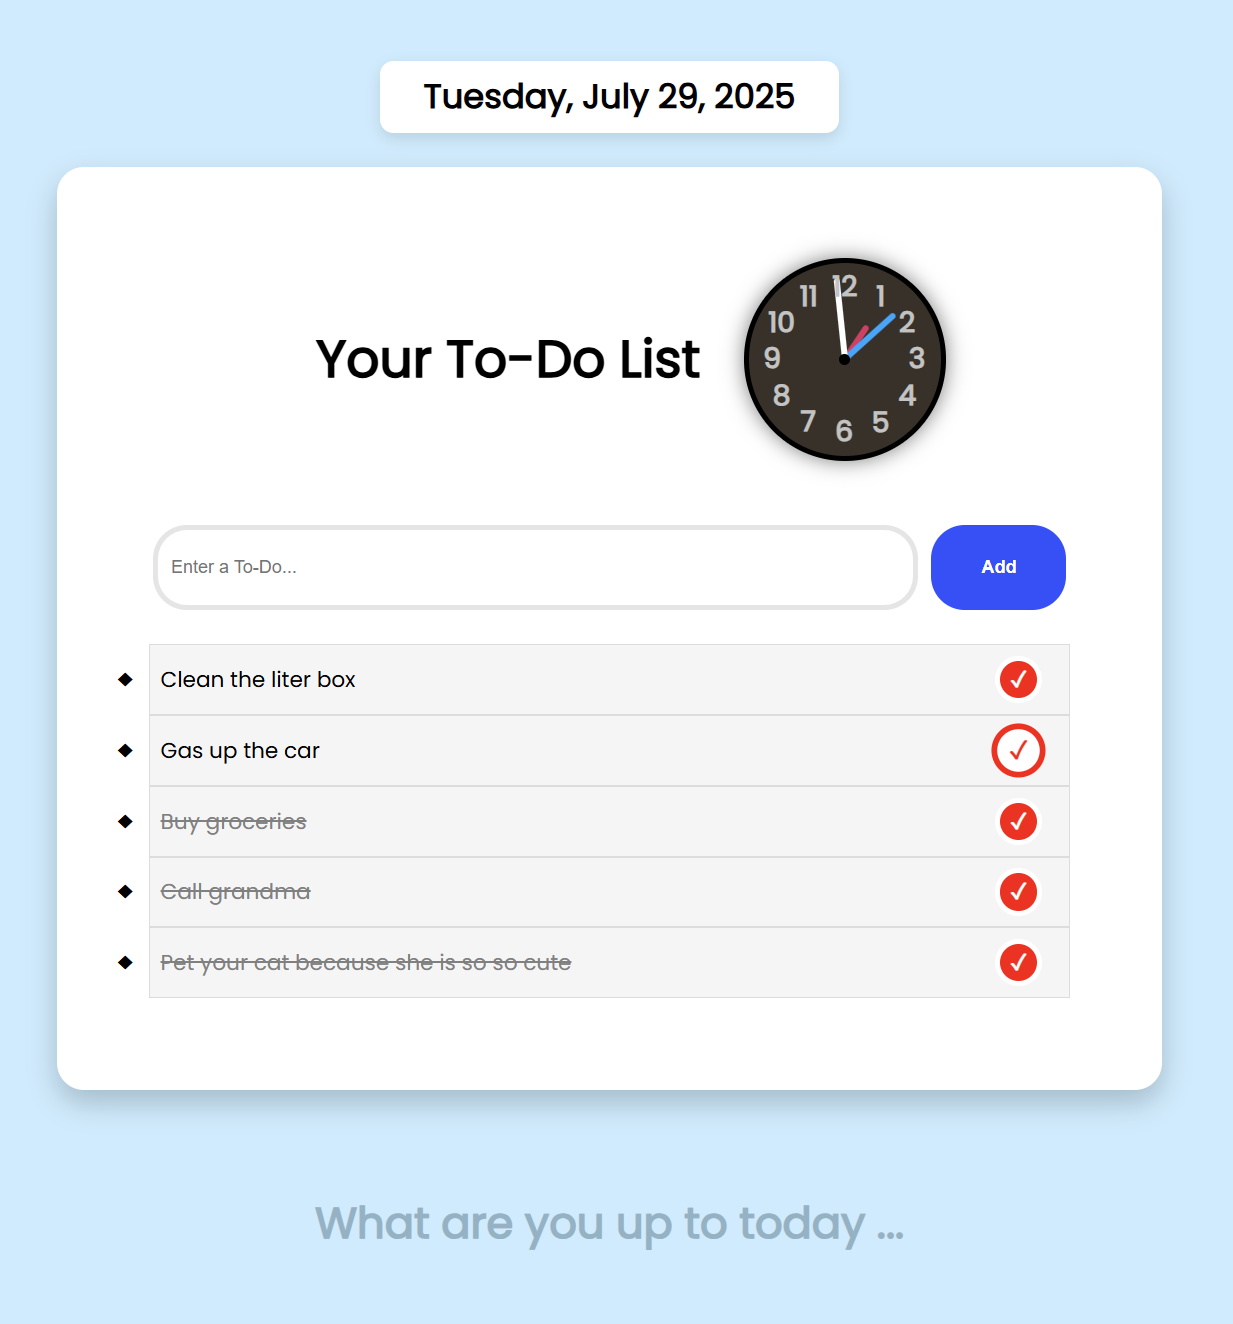 Tuesday, July 29, 2025
Your To-Do List
12
11 1
10 2
9 3
8 4
7 5
6
Enter a To-Do...
Add
Clean the liter box
Gas up the car
Buy groceries
Call grandma
Pet your cat because she is so so cute
What are you up to today ...